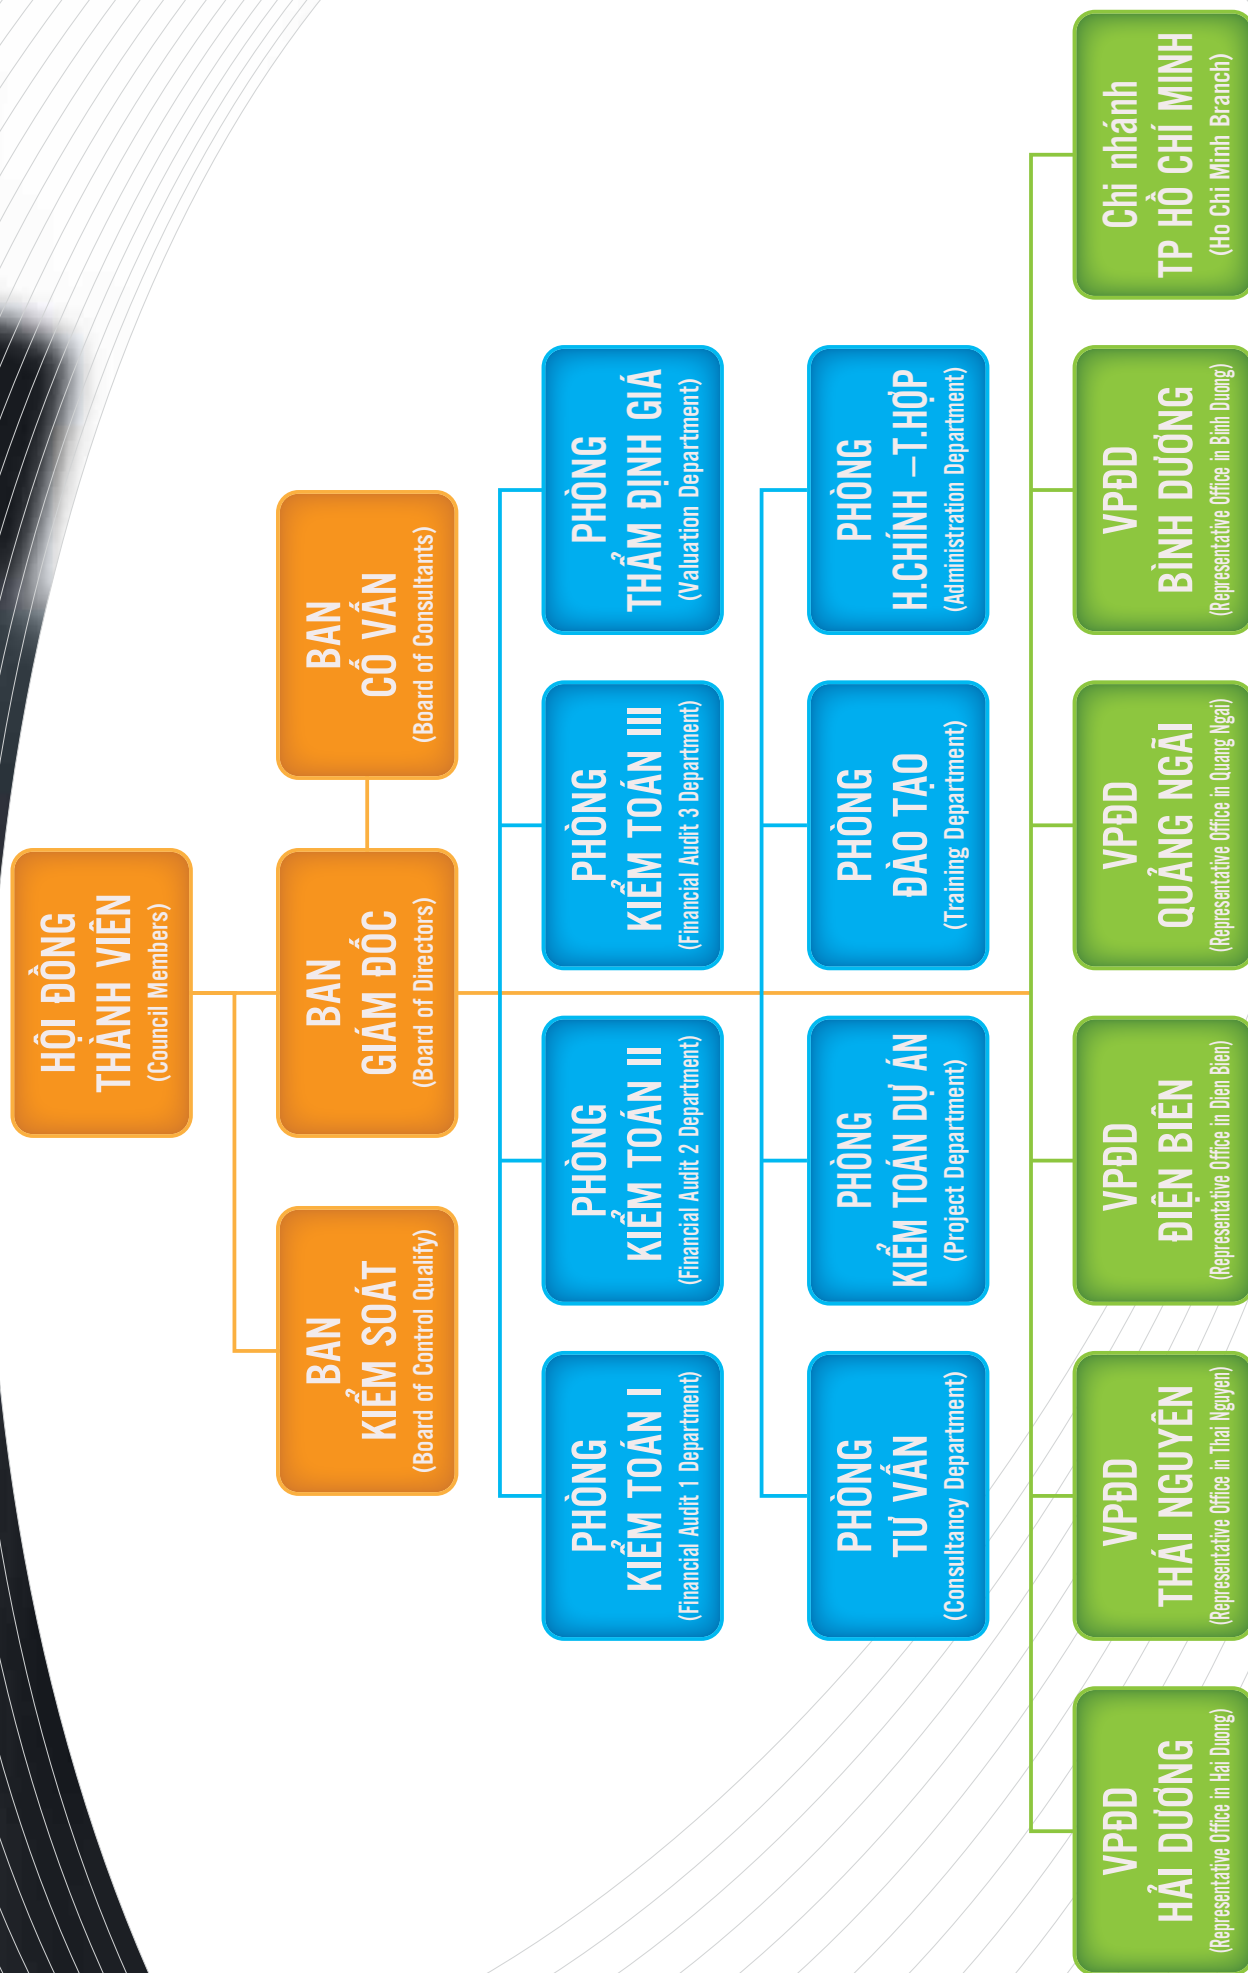 HỘI ĐỒNG
THÀNH VIÊN
(Council Members)
BAN
KIỂM SOÁT
(Board of Control Qualify)
BAN
GIÁM ĐỐC
(Board of Directors)
BAN
CỐ VẤN
(Board of Consultants)
PHÒNG
KIỂM TOÁN I
(Financial Audit 1 Department)
PHÒNG
KIỂM TOÁN II
(Financial Audit 2 Department)
PHÒNG
KIỂM TOÁN III
(Financial Audit 3 Department)
PHÒNG
THẨM ĐỊNH GIÁ
(Valuation Department)
PHÒNG
TƯ VẤN
(Consultancy Department)
PHÒNG
KIỂM TOÁN DỰ ÁN
(Project Department)
PHÒNG
ĐÀO TẠO
(Training Department)
PHÒNG
H.CHÍNH – T.HỢP
(Administration Department)
VPĐD
HẢI DƯƠNG
(Representative Office in Hai Duong)
VPĐD
THÁI NGUYÊN
(Representative Office in Thai Nguyen)
VPĐD
ĐIỆN BIÊN
(Representative Office in Dien Bien)
VPĐD
QUẢNG NGÃI
(Representative Office in Quang Ngai)
VPĐD
BÌNH DƯƠNG
(Representative Office in Binh Duong)
Chi nhánh
TP HỒ CHÍ MINH
(Ho Chi Minh Branch)